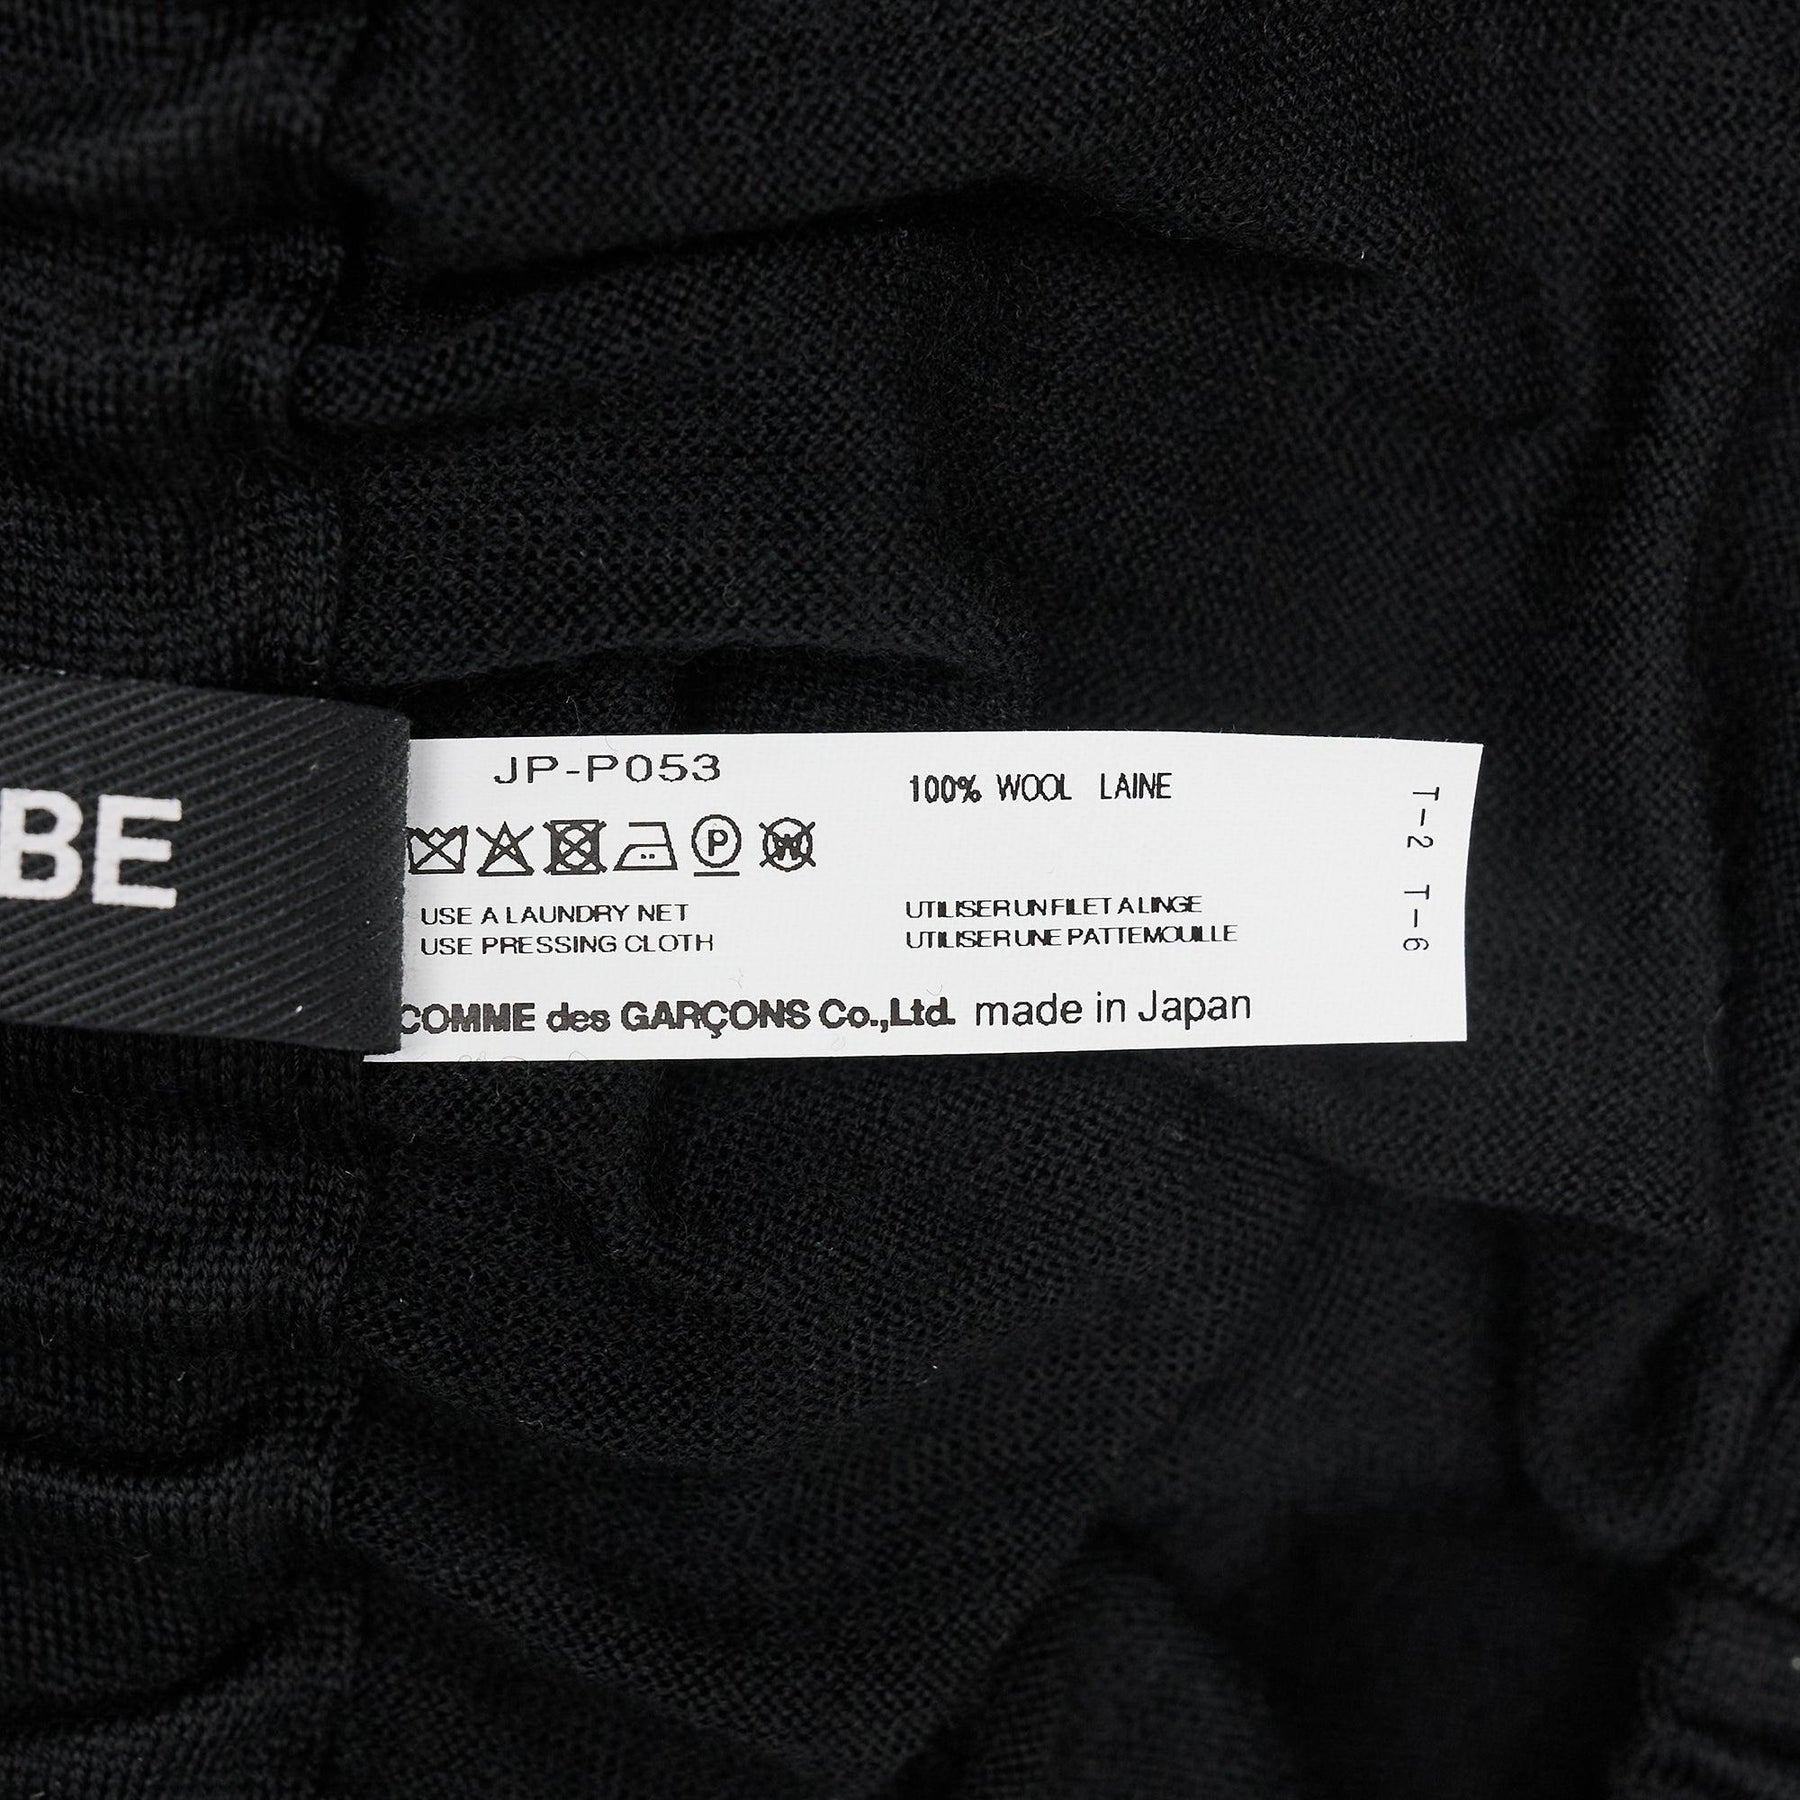 BE
JP-P053
100% WOOL LAINE
P W
USE A LAUNDRY NET
USE PRESSING CLOTH
UTILISER UN FILET A LINGE
UTILISER UNE PATTEMOUILLE
COMME des GARÇONS Co.,Ltd. made in Japan
T-2 T-6